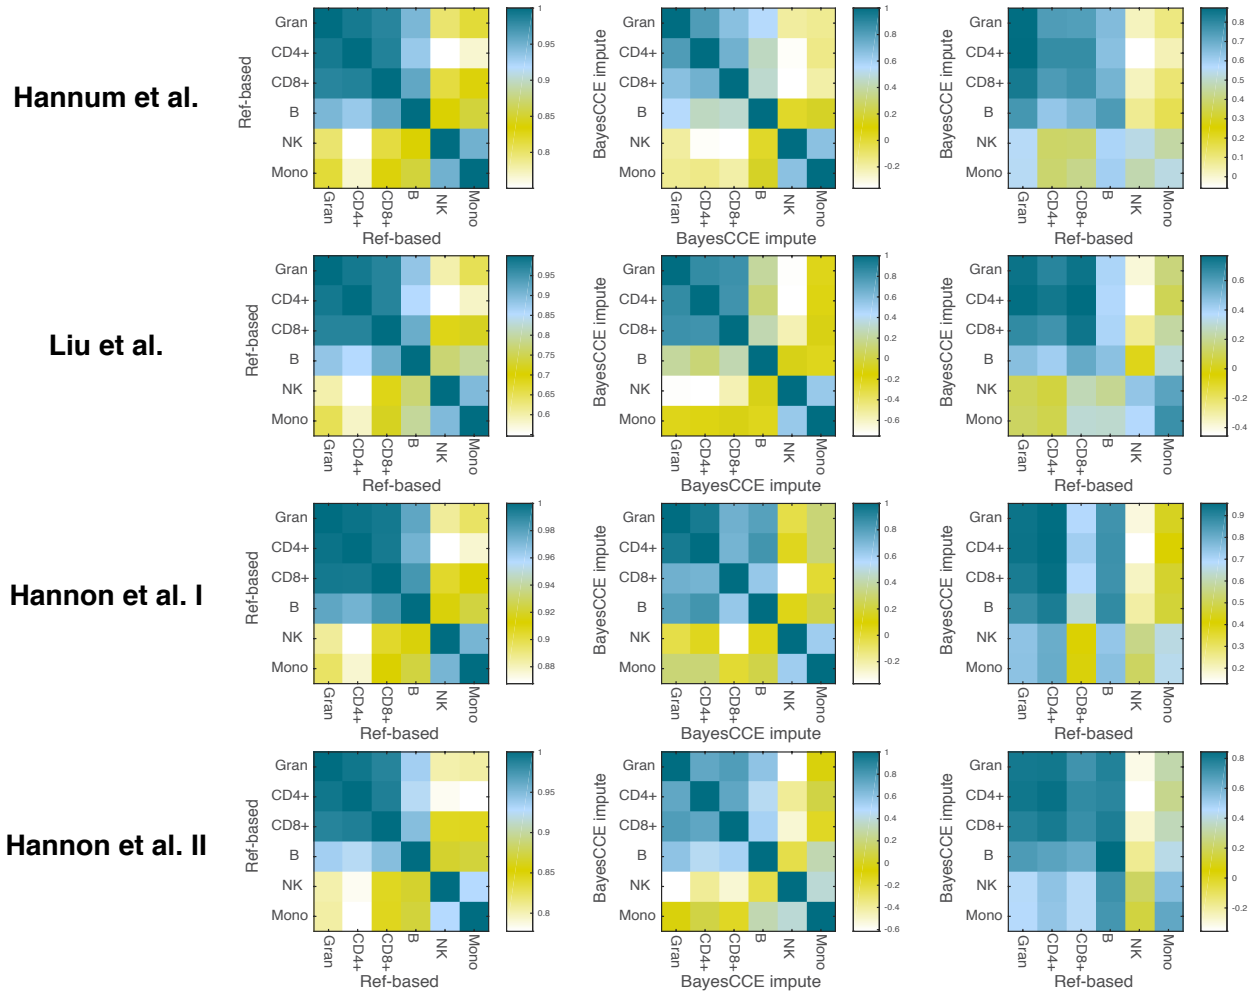 Hannum et al.
Ref-based
Gran
CD4+
CD8+
B
NK
Mono
Gran
CD4+
CD8+
B
NK
Mono
Ref-based
0.95
0.9
0.85
0.8
BayesCCE impute
Gran
CD4+
CD8+
B
NK
Mono
Gran
CD4+
CD8+
B
NK
Mono
BayesCCE impute
1
0.8
0.6
0.4
0.2
0
-0.2
BayesCCE impute
Gran
CD4+
CD8+
B
NK
Mono
Gran
CD4+
CD8+
B
NK
Mono
Ref-based
0.8
0.7
0.6
0.5
0.4
0.3
0.2
0.1
0
Liu et al.
Ref-based
Gran
CD4+
CD8+
B
NK
Mono
Gran
CD4+
CD8+
B
NK
Mono
Ref-based
0.95
0.9
0.85
0.8
0.75
0.7
0.65
0.6
BayesCCE impute
Gran
CD4+
CD8+
B
NK
Mono
Gran
CD4+
CD8+
B
NK
Mono
BayesCCE impute
1
0.8
0.6
0.4
0.2
0
-0.2
-0.4
-0.6
BayesCCE impute
Gran
CD4+
CD8+
B
NK
Mono
Gran
CD4+
CD8+
B
NK
Mono
Ref-based
0.6
0.4
0.2
0
-0.2
-0.4
Hannon et al. I
Ref-based
Gran
CD4+
CD8+
B
NK
Mono
Gran
CD4+
CD8+
B
NK
Mono
Ref-based
1
0.98
0.96
0.94
0.92
0.9
0.88
BayesCCE impute
Gran
CD4+
CD8+
B
NK
Mono
Gran
CD4+
CD8+
B
NK
Mono
BayesCCE impute
1
0.8
0.6
0.4
0.2
0
-0.2
BayesCCE impute
Gran
CD4+
CD8+
B
NK
Mono
Gran
CD4+
CD8+
B
NK
Mono
Ref-based
0.9
0.8
0.7
0.6
0.5
0.4
0.3
0.2
Hannon et al. II
Ref-based
Gran
CD4+
CD8+
B
NK
Mono
Gran
CD4+
CD8+
B
NK
Mono
Ref-based
1
0.95
0.9
0.85
0.8
BayesCCE impute
Gran
CD4+
CD8+
B
NK
Mono
Gran
CD4+
CD8+
B
NK
Mono
BayesCCE impute
1
0.8
0.6
0.4
0.2
0
-0.2
-0.4
-0.6
BayesCCE impute
Gran
CD4+
CD8+
B
NK
Mono
Gran
CD4+
CD8+
B
NK
Mono
Ref-based
0.8
0.6
0.4
0.2
0
-0.2